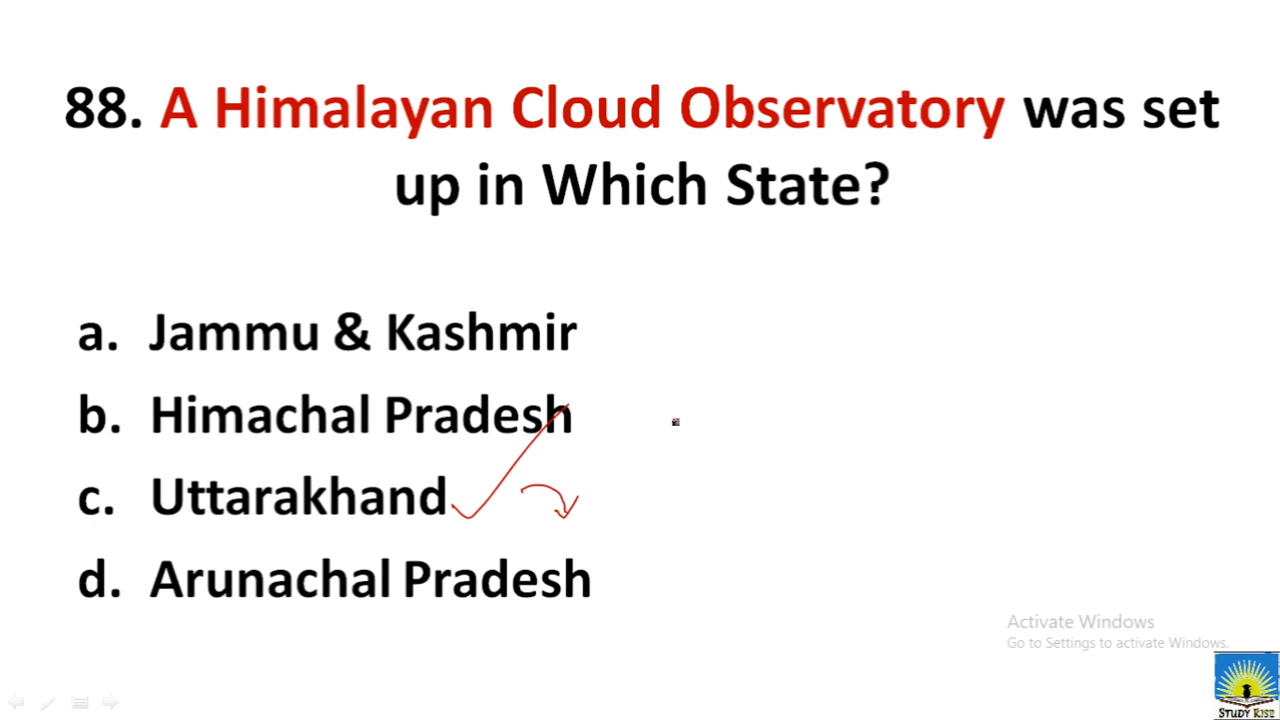 88. A Himalayan Cloud Observatory was set
up in Which State?
a. Jammu & Kashmir
b. Himachal Pradesh
c. Uttarakhand
d. Arunachal Pradesh
Activate Windows
Go to Settings to activate Windows.
STUDY RISE